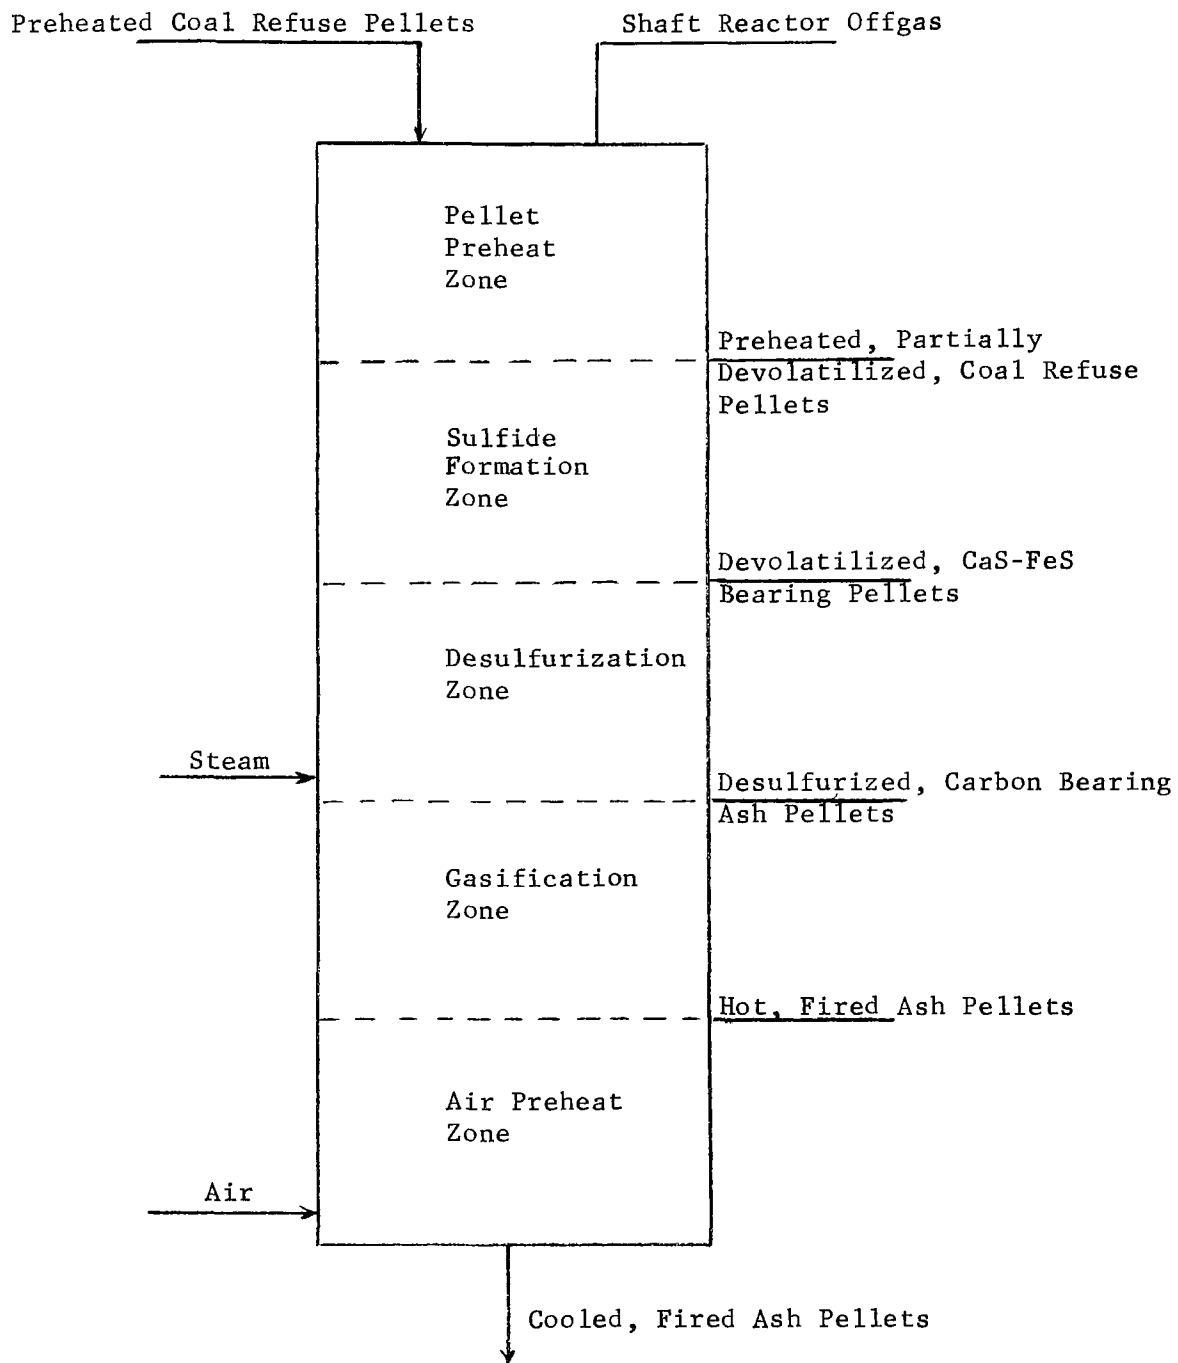 Preheated Coal Refuse Pellets
Shaft Reactor Offgas
Pellet
Preheat
Zone
Preheated, Partially
Devolatilized, Coal Refuse
Pellets
Sulfide
Formation
Zone
Devolatilized, CaS-FeS
Bearing Pellets
Desulfurization
Zone
Steam
Desulfurized, Carbon Bearing
Ash Pellets
Gasification
Zone
Hot, Fired Ash Pellets
Air Preheat
Zone
Air
Cooled, Fired Ash Pellets